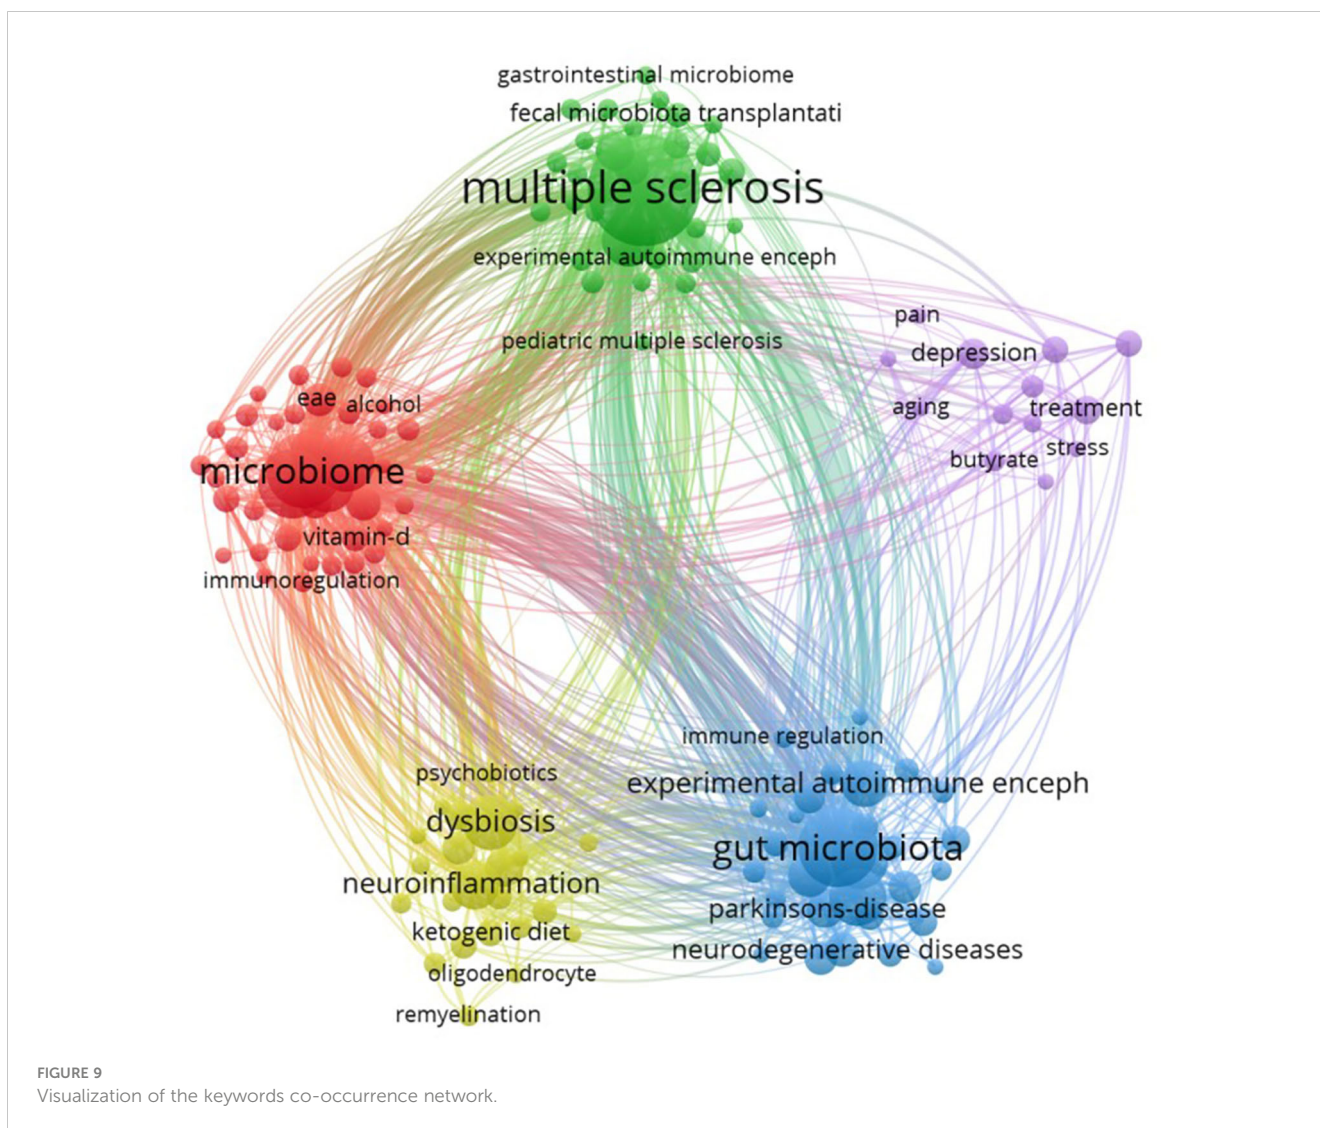 gastrointestinal microbiome
fecal microbiota transplantati
multiple sclerosis
experimental autoimmune enceph
pediatric multiple sclerosis
pain
depression
aging
treatment
stress
butyrate
eae
alcohol
microbiome
vitamin-d
immunoregulation
immune regulation
experimental autoimmune enceph
gut microbiota
parkinsons-disease
neurodegenerative diseases
psychobiotics
dysbiosis
neuroinflammation
ketogenic diet
oligodendrocyte
remyelination
FIGURE 9
Visualization of the keywords co-occurrence network.